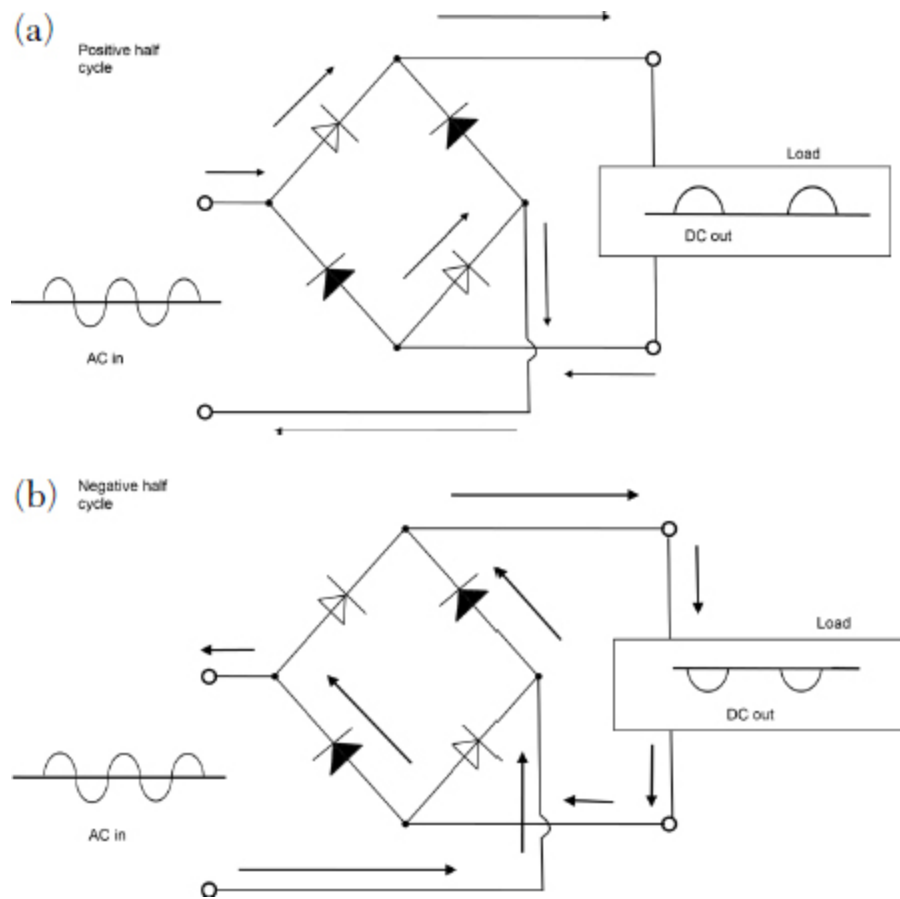 (a)
Positive half
cycle
Load
DC out
AC in
(b)
Negative half
cycle
Load
DC out
AC in